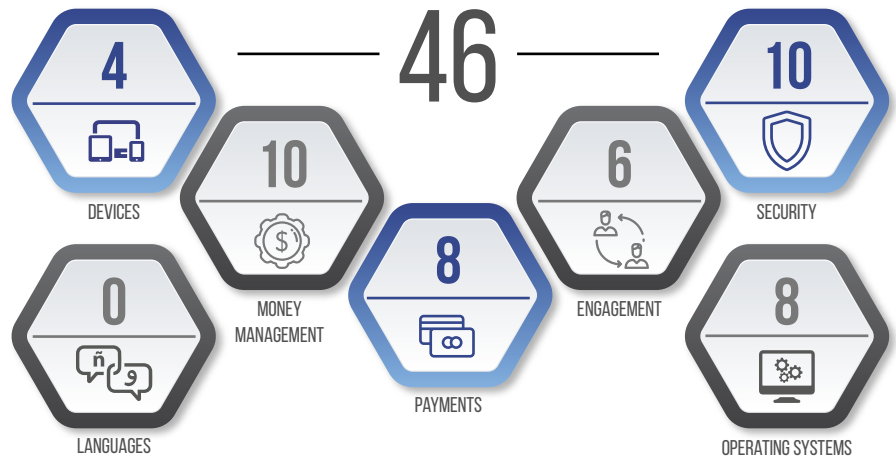 46
4
DEVICES
10
MONEY
MANAGEMENT
8
PAYMENTS
6
ENGAGEMENT
10
SECURITY
0
ñ
و
LANGUAGES
8
OPERATING SYSTEMS
$